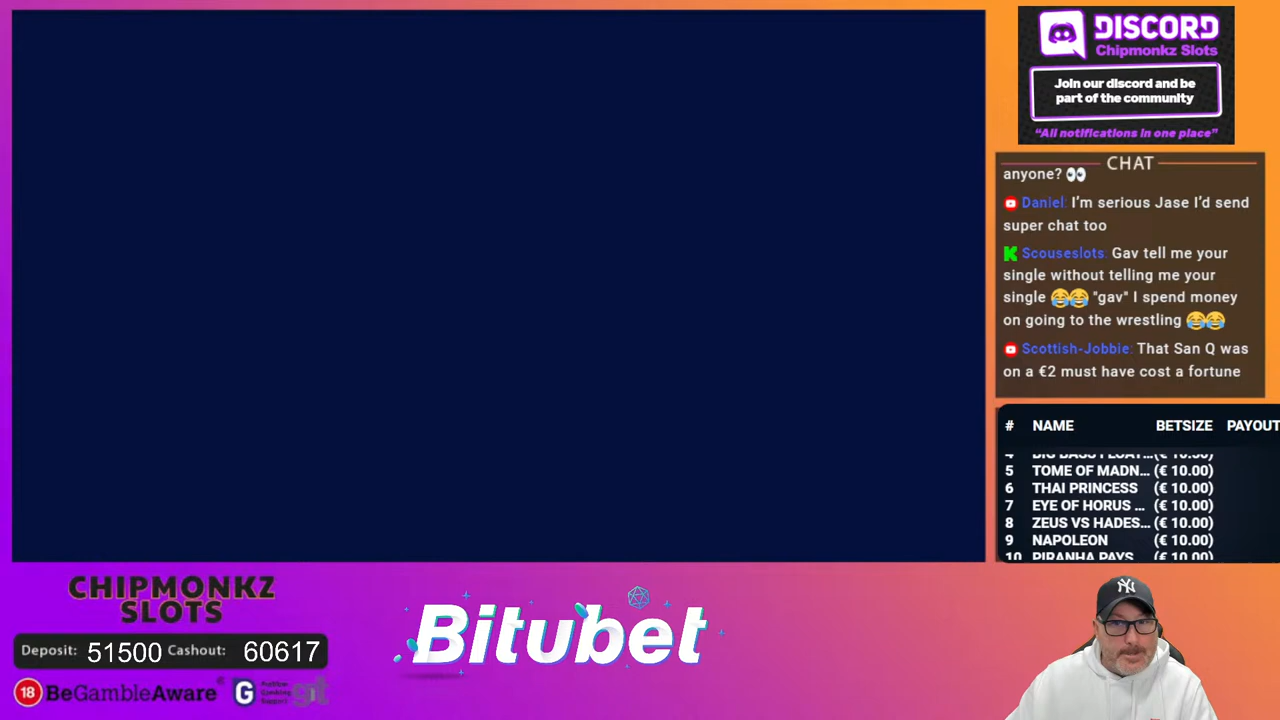 DISCORD
Chipmonkz Slots
Join our discord and be
part of the community
"All notifications in one place"
CHAT
anyone? 👀
Daniel: I'm serious Jase I'd send
super chat too
Scouseslots: Gav tell me your
single without telling me your
single 😂😂 "gav" I spend money
on going to the wrestling 😂😂
Scottish-Jobbie: That San Q was
on a €2 must have cost a fortune
# NAME BETSIZE PAYOUT
5 TOME OF MADN... (€ 10.00)
6 THAI PRINCESS (€ 10.00)
7 EYE OF HORUS ... (€ 10.00)
8 ZEUS VS HADES... (€ 10.00)
9 NAPOLEON (€ 10.00)
10 PIRANHA PAYS
CHIPMONKZ
SLOTS
Deposit: 51500 Cashout: 60617
18 BeGambleAware
Bitubet